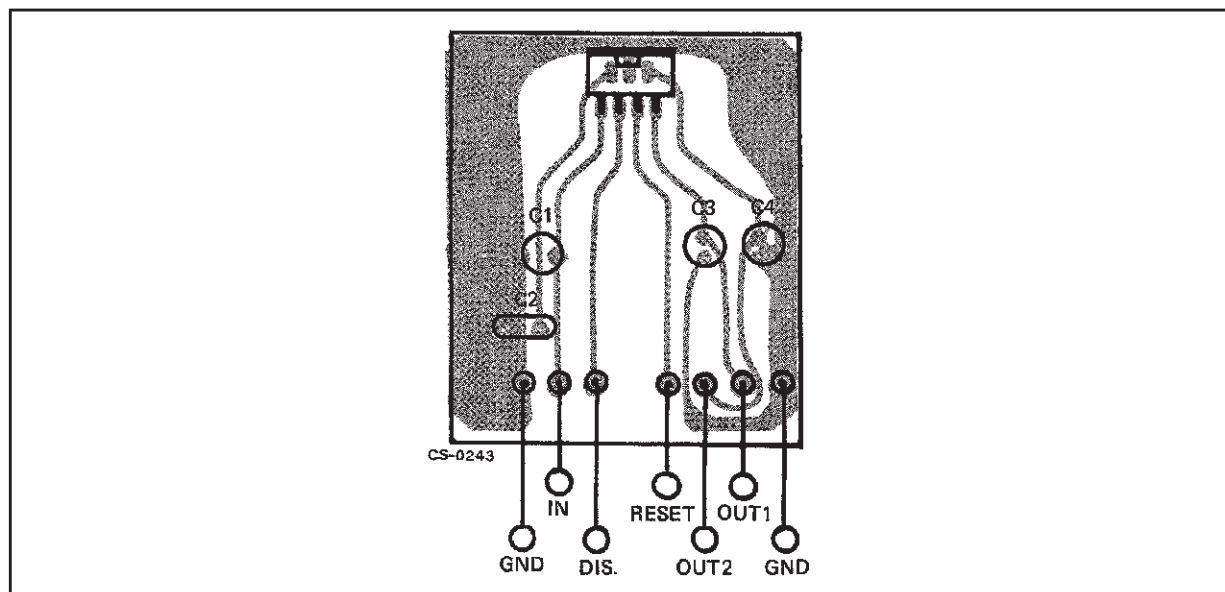 C1
C3
C4
C2
CS-0243
IN
RESET
OUT1
GND
DIS.
OUT2
GND